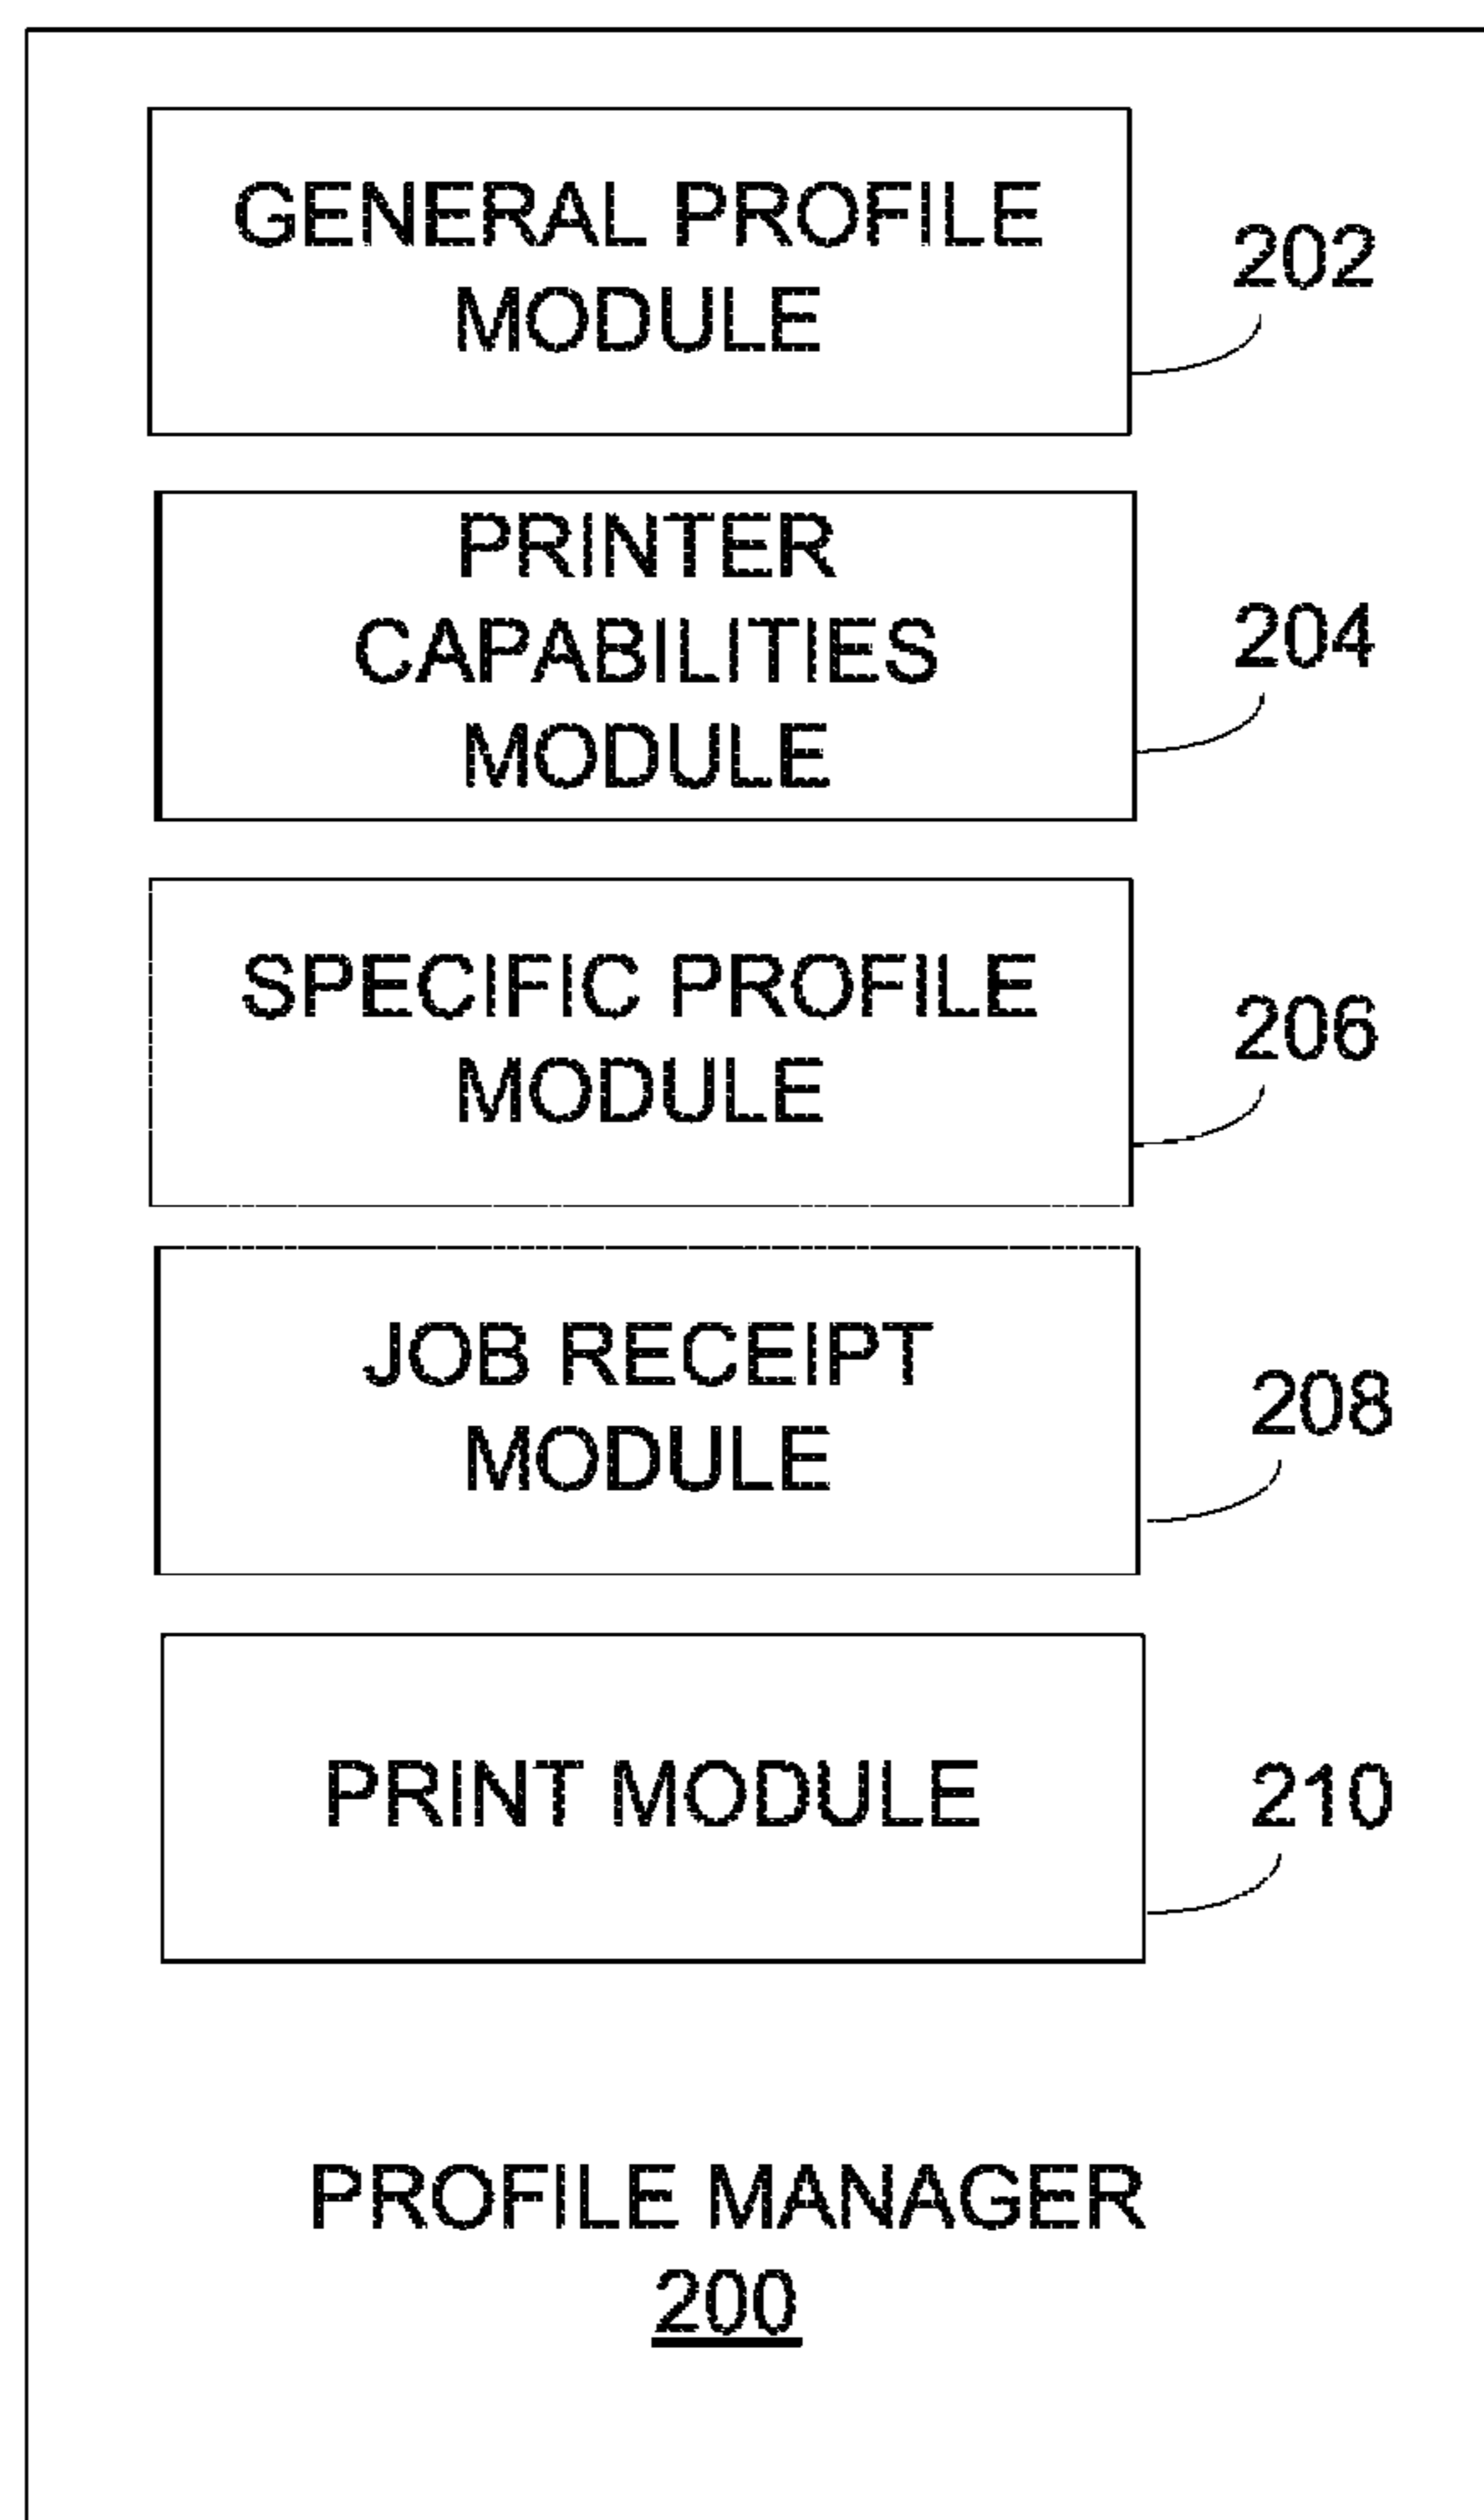 GENERAL PROFILE
MODULE
202
PRINTER
CAPABILITIES
MODULE
204
SPECIFIC PROFILE
MODULE
206
JOB RECEIPT
MODULE
208
PRINT MODULE
210
PROFILE MANAGER
200